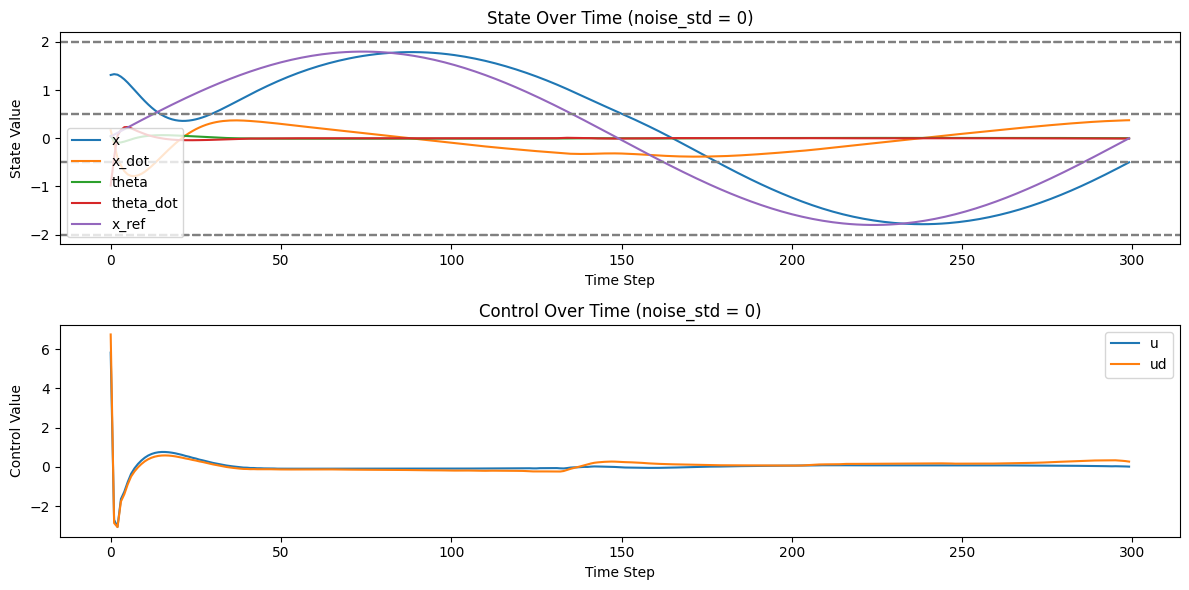 State Over Time (noise_std = 0)
State Value
2
1
0
−1
−2
x
x_dot
theta
theta_dot
x_ref
0
50
100
150
200
250
300
Time Step
Control Over Time (noise_std = 0)
Control Value
6
4
2
0
−2
u
ud
0
50
100
150
200
250
300
Time Step